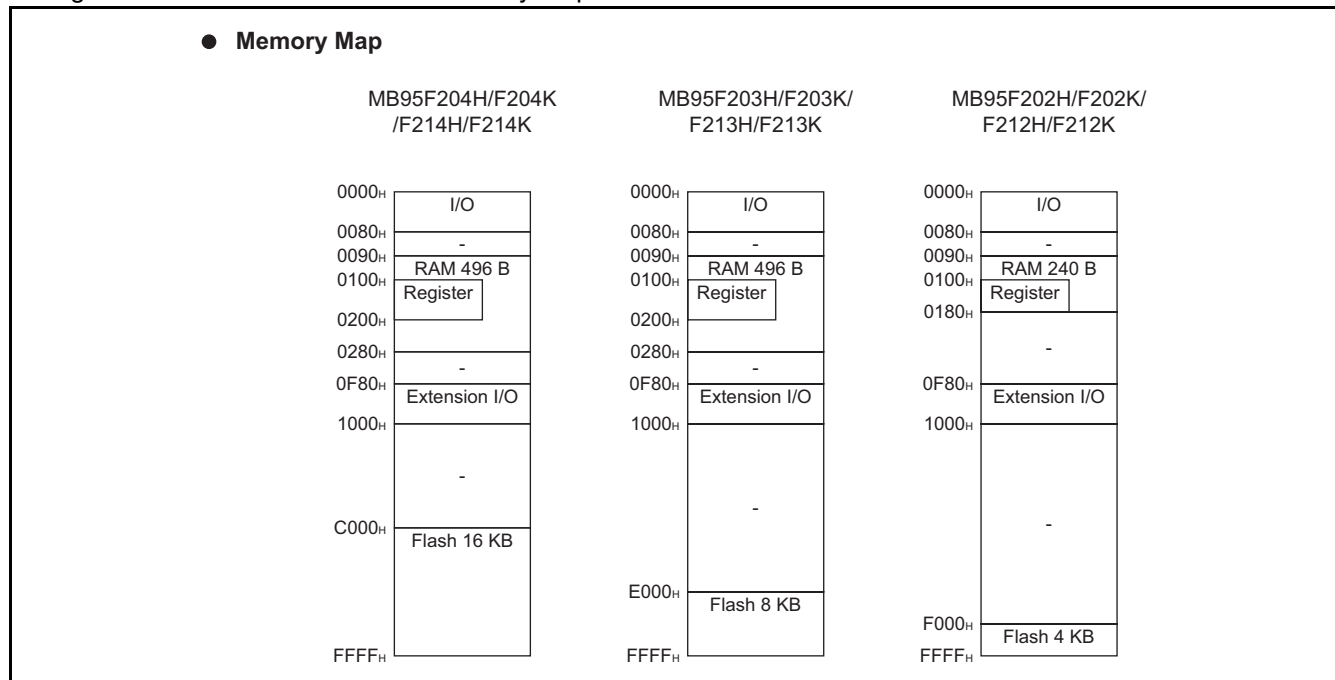 ● Memory Map
MB95F204H/F204K
/F214H/F214K
0000H
I/O
0080H
-
0090H
RAM 496 B
0100H
Register
0200H
0280H
-
0F80H
Extension I/O
1000H
-
C000H
Flash 16 KB
FFFFH
MB95F203H/F203K/
F213H/F213K
0000H
I/O
0080H
-
0090H
RAM 496 B
0100H
Register
0200H
0280H
-
0F80H
Extension I/O
1000H
-
E000H
Flash 8 KB
FFFFH
MB95F202H/F202K/
F212H/F212K
0000H
I/O
0080H
-
0090H
RAM 240 B
0100H
Register
0180H
-
0F80H
Extension I/O
1000H
-
F000H
Flash 4 KB
FFFFH